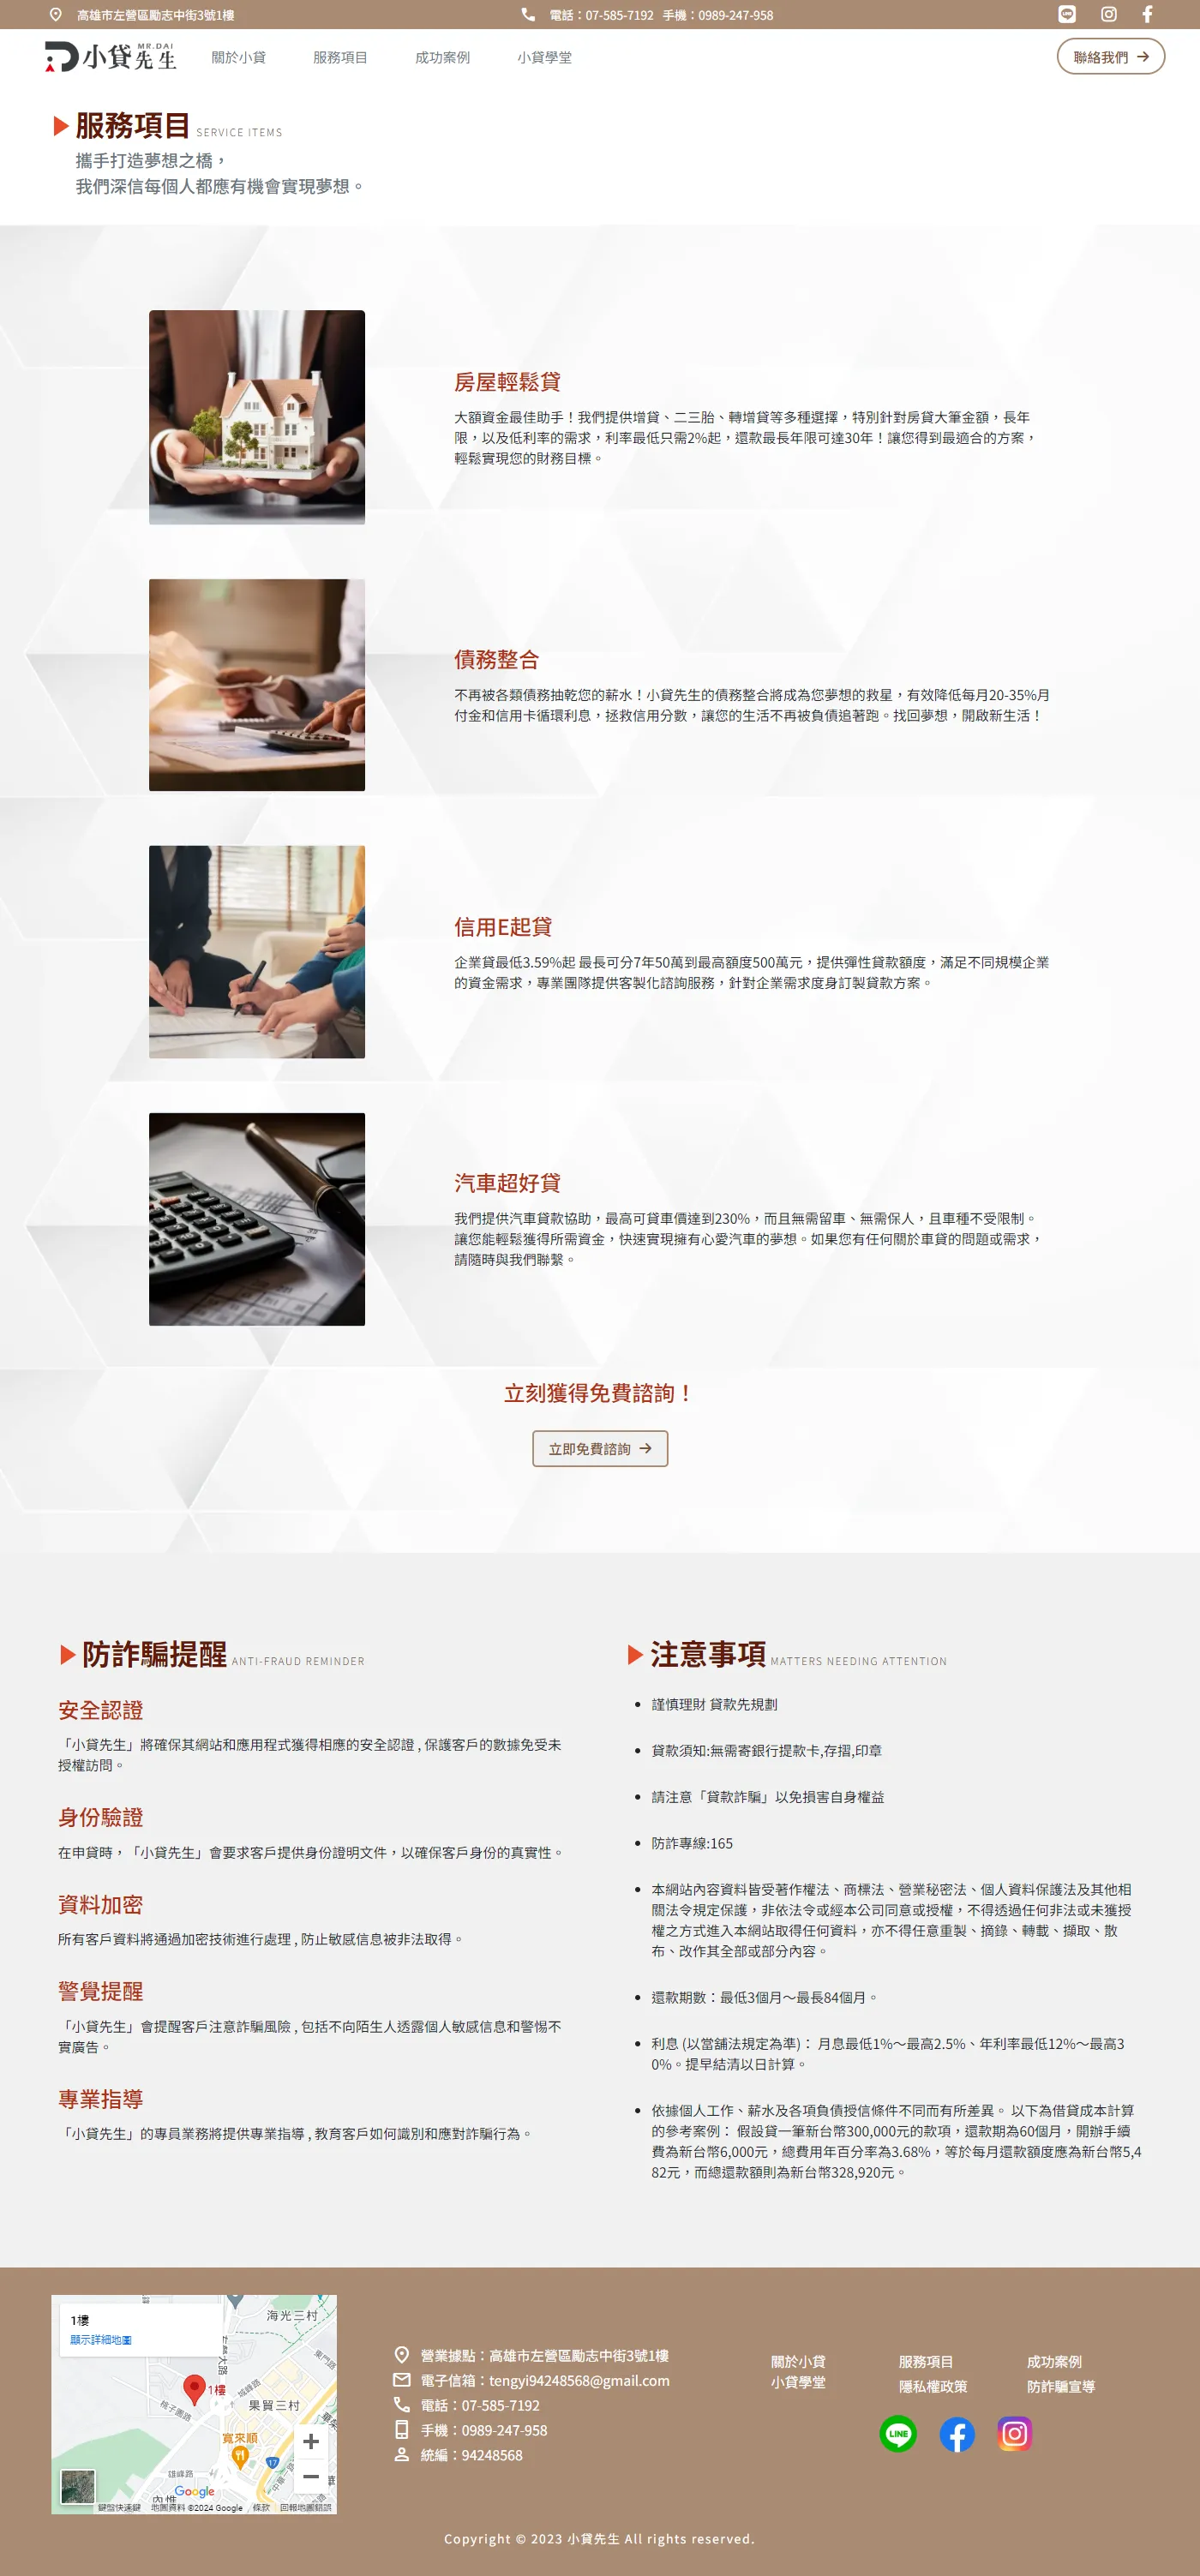 高雄市左營區勵志中街3號1樓
電話：07-585-7192 手機：0989-247-958
小貸先生 MR.DAI
關於小貸
服務項目
成功案例
小貸學堂
聯絡我們
服務項目 SERVICE ITEMS
攜手打造夢想之橋，
我們深信每個人都應有機會實現夢想。
房屋輕鬆貸
大額資金最佳助手！我們提供增貸、二三胎、轉增貸等多種選擇，特別針對房貸大筆金額，長年
限，以及低利率的需求，利率最低只需2%起，還款最長年限可達30年！讓您得到最適合的方案，
輕鬆實現您的財務目標。
債務整合
不再被各類債務抽乾您的薪水！小貸先生的債務整合將成為您夢想的救星，有效降低每月20-35%月
付金和信用卡循環利息，拯救信用分數，讓您的生活不再被負債追著跑。找回夢想，開啟新生活！
信用E起貸
企業貸最低3.59%起 最長可分7年50萬到最高額度500萬元，提供彈性貸款額度，滿足不同規模企業
的資金需求，專業團隊提供客製化諮詢服務，針對企業需求度身訂製貸款方案。
汽車超好貸
我們提供汽車貸款協助，最高可貸車價達到230%，而且無需留車、無需保人，且車種不受限制。
讓您能輕鬆獲得所需資金，快速實現擁有心愛汽車的夢想。如果您有任何關於車貸的問題或需求，
請隨時與我們聯繫。
立刻獲得免費諮詢！
立即免費諮詢
防詐騙提醒 ANTI-FRAUD REMINDER
安全認證
「小貸先生」將確保其網站和應用程式獲得相應的安全認證 , 保護客戶的數據免受未
授權訪問。
身份驗證
在申貸時，「小貸先生」會要求客戶提供身份證明文件，以確保客戶身份的真實性。
資料加密
所有客戶資料將通過加密技術進行處理 , 防止敏感信息被非法取得。
警覺提醒
「小貸先生」會提醒客戶注意詐騙風險 , 包括不向陌生人透露個人敏感信息和警惕不
實廣告。
專業指導
「小貸先生」的專員業務將提供專業指導 , 教育客戶如何識別和應對詐騙行為。
注意事項 MATTERS NEEDING ATTENTION
謹慎理財 貸款先規劃
貸款須知:無需寄銀行提款卡,存摺,印章
請注意「貸款詐騙」以免損害自身權益
防詐專線:165
本網站內容資料皆受著作權法、商標法、營業秘密法、個人資料保護法及其他相
關法令規定保護，非依法令或經本公司同意或授權，不得透過任何非法或未獲授
權之方式進入本網站取得任何資料，亦不得任意重製、摘錄、轉載、擷取、散
布、改作其全部或部分內容。
還款期數：最低3個月～最長84個月。
利息 (以當舖法規定為準)： 月息最低1%～最高2.5%、年利率最低12%～最高3
0%。提早結清以日計算。
依據個人工作、薪水及各項負債授信條件不同而有所差異。 以下為借貸成本計算
的參考案例： 假設貸一筆新台幣300,000元的款項，還款期為60個月，開辦手續
費為新台幣6,000元，總費用年百分率為3.68%，等於每月還款額度應為新台幣5,4
82元，而總還款額則為新台幣328,920元。
1樓
顯示詳細地圖
海光三村
1樓
果貿三村
寬來順
17
雄峰路
Google
鍵盤快速鍵 地圖資料 ©2024 Google 條款 回報地圖錯誤
營業據點：高雄市左營區勵志中街3號1樓
電子信箱：tengyi94248568@gmail.com
電話：07-585-7192
手機：0989-247-958
統編：94248568
關於小貸
服務項目
成功案例
小貸學堂
隱私權政策
防詐騙宣導
LINE
Copyright © 2023 小貸先生 All rights reserved.